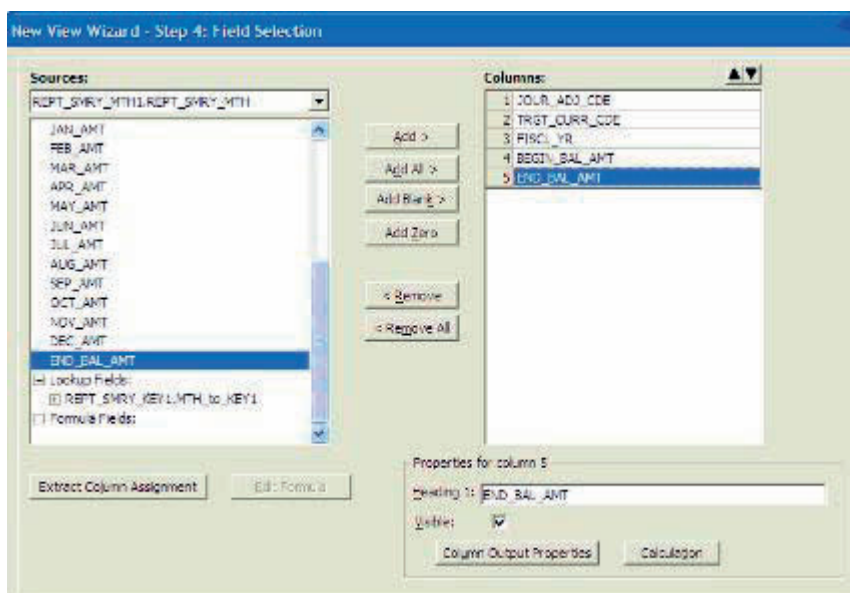 New View Wizard - Step 4: Field Selection
Sources:
REPT_SMRY_MTH1.REPT_SMRY_MTH
JAN_AMT
FEB_AMT
MAR_AMT
APR_AMT
MAY_AMT
JUN_AMT
JUL_AMT
AUG_AMT
SEP_AMT
OCT_AMT
NOV_AMT
DEC_AMT
END_BAL_AMT
Lookup Fields:
REPT_SMRY_KEY1.MTH_to_KEY1
Formula Fields:
Extract Column Assignment
Edit Formula
Add >
Add All >
Add Blank >
Add Zero
< Remove
< Remove All
Columns:
1 JOUR_ADJ_CDE
2 TRGT_CURR_CDE
3 FISCL_YR
4 BEGIN_BAL_AMT
5 END_BAL_AMT
Properties for column 5
Heading 1: END_BAL_AMT
Visible:
Column Output Properties
Calculation